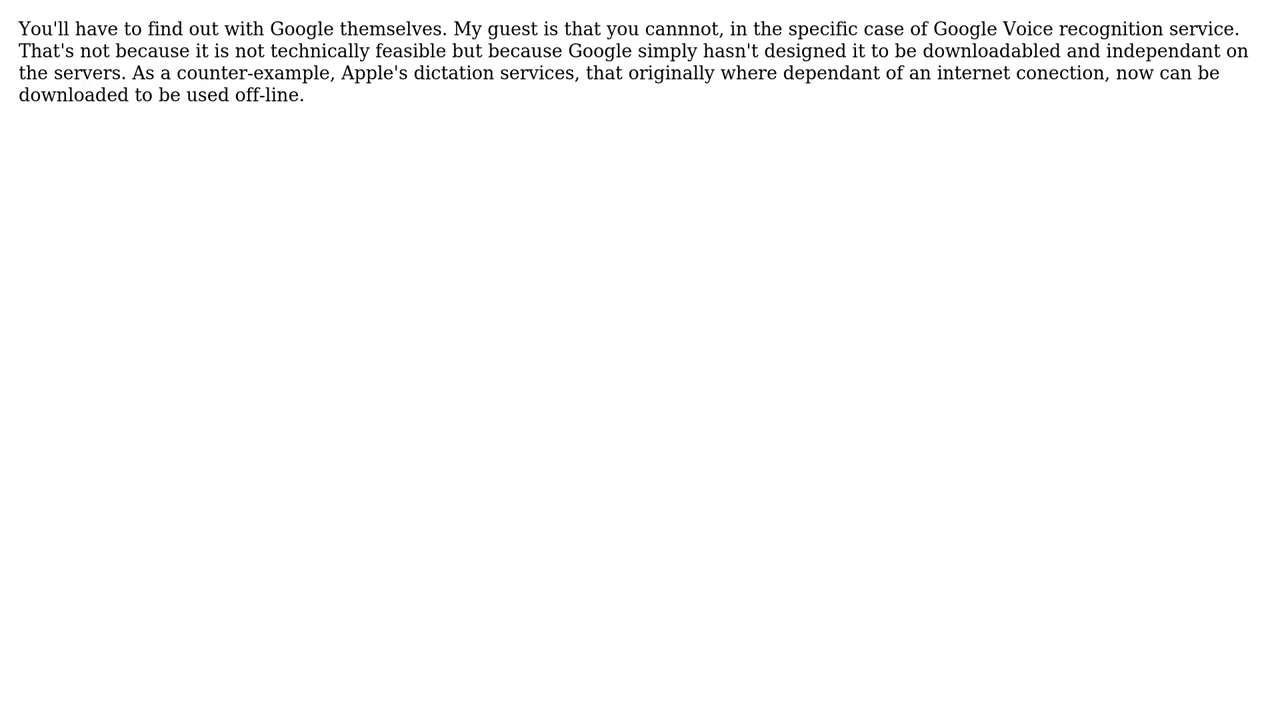 You'll have to find out with Google themselves. My guest is that you cannnot, in the specific case of Google Voice recognition service.
That's not because it is not technically feasible but because Google simply hasn't designed it to be downloadabled and independant on
the servers. As a counter-example, Apple's dictation services, that originally where dependant of an internet conection, now can be
downloaded to be used off-line.